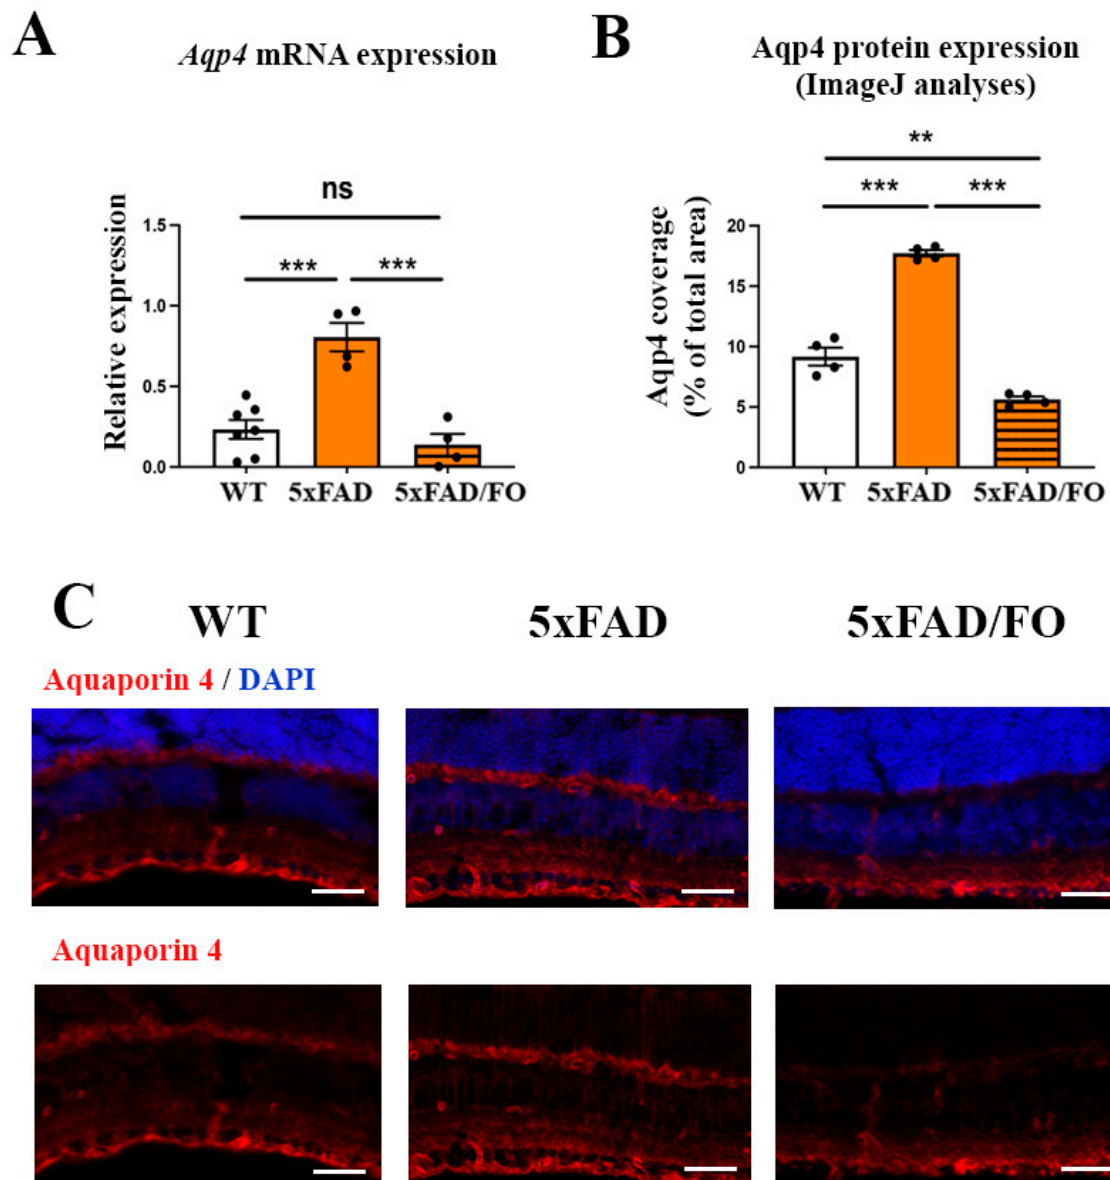 A
Aqp4 mRNA expression
ns
*** ***
Relative expression
1.5
1.0
0.5
0.0
WT 5xFAD 5xFAD/FO
B
Aqp4 protein expression
(ImageJ analyses)
**
*** ***
Aqp4 coverage
(% of total area)
20
15
10
5
0
WT 5xFAD 5xFAD/FO
C
WT 5xFAD 5xFAD/FO
Aquaporin 4 / DAPI
Aquaporin 4